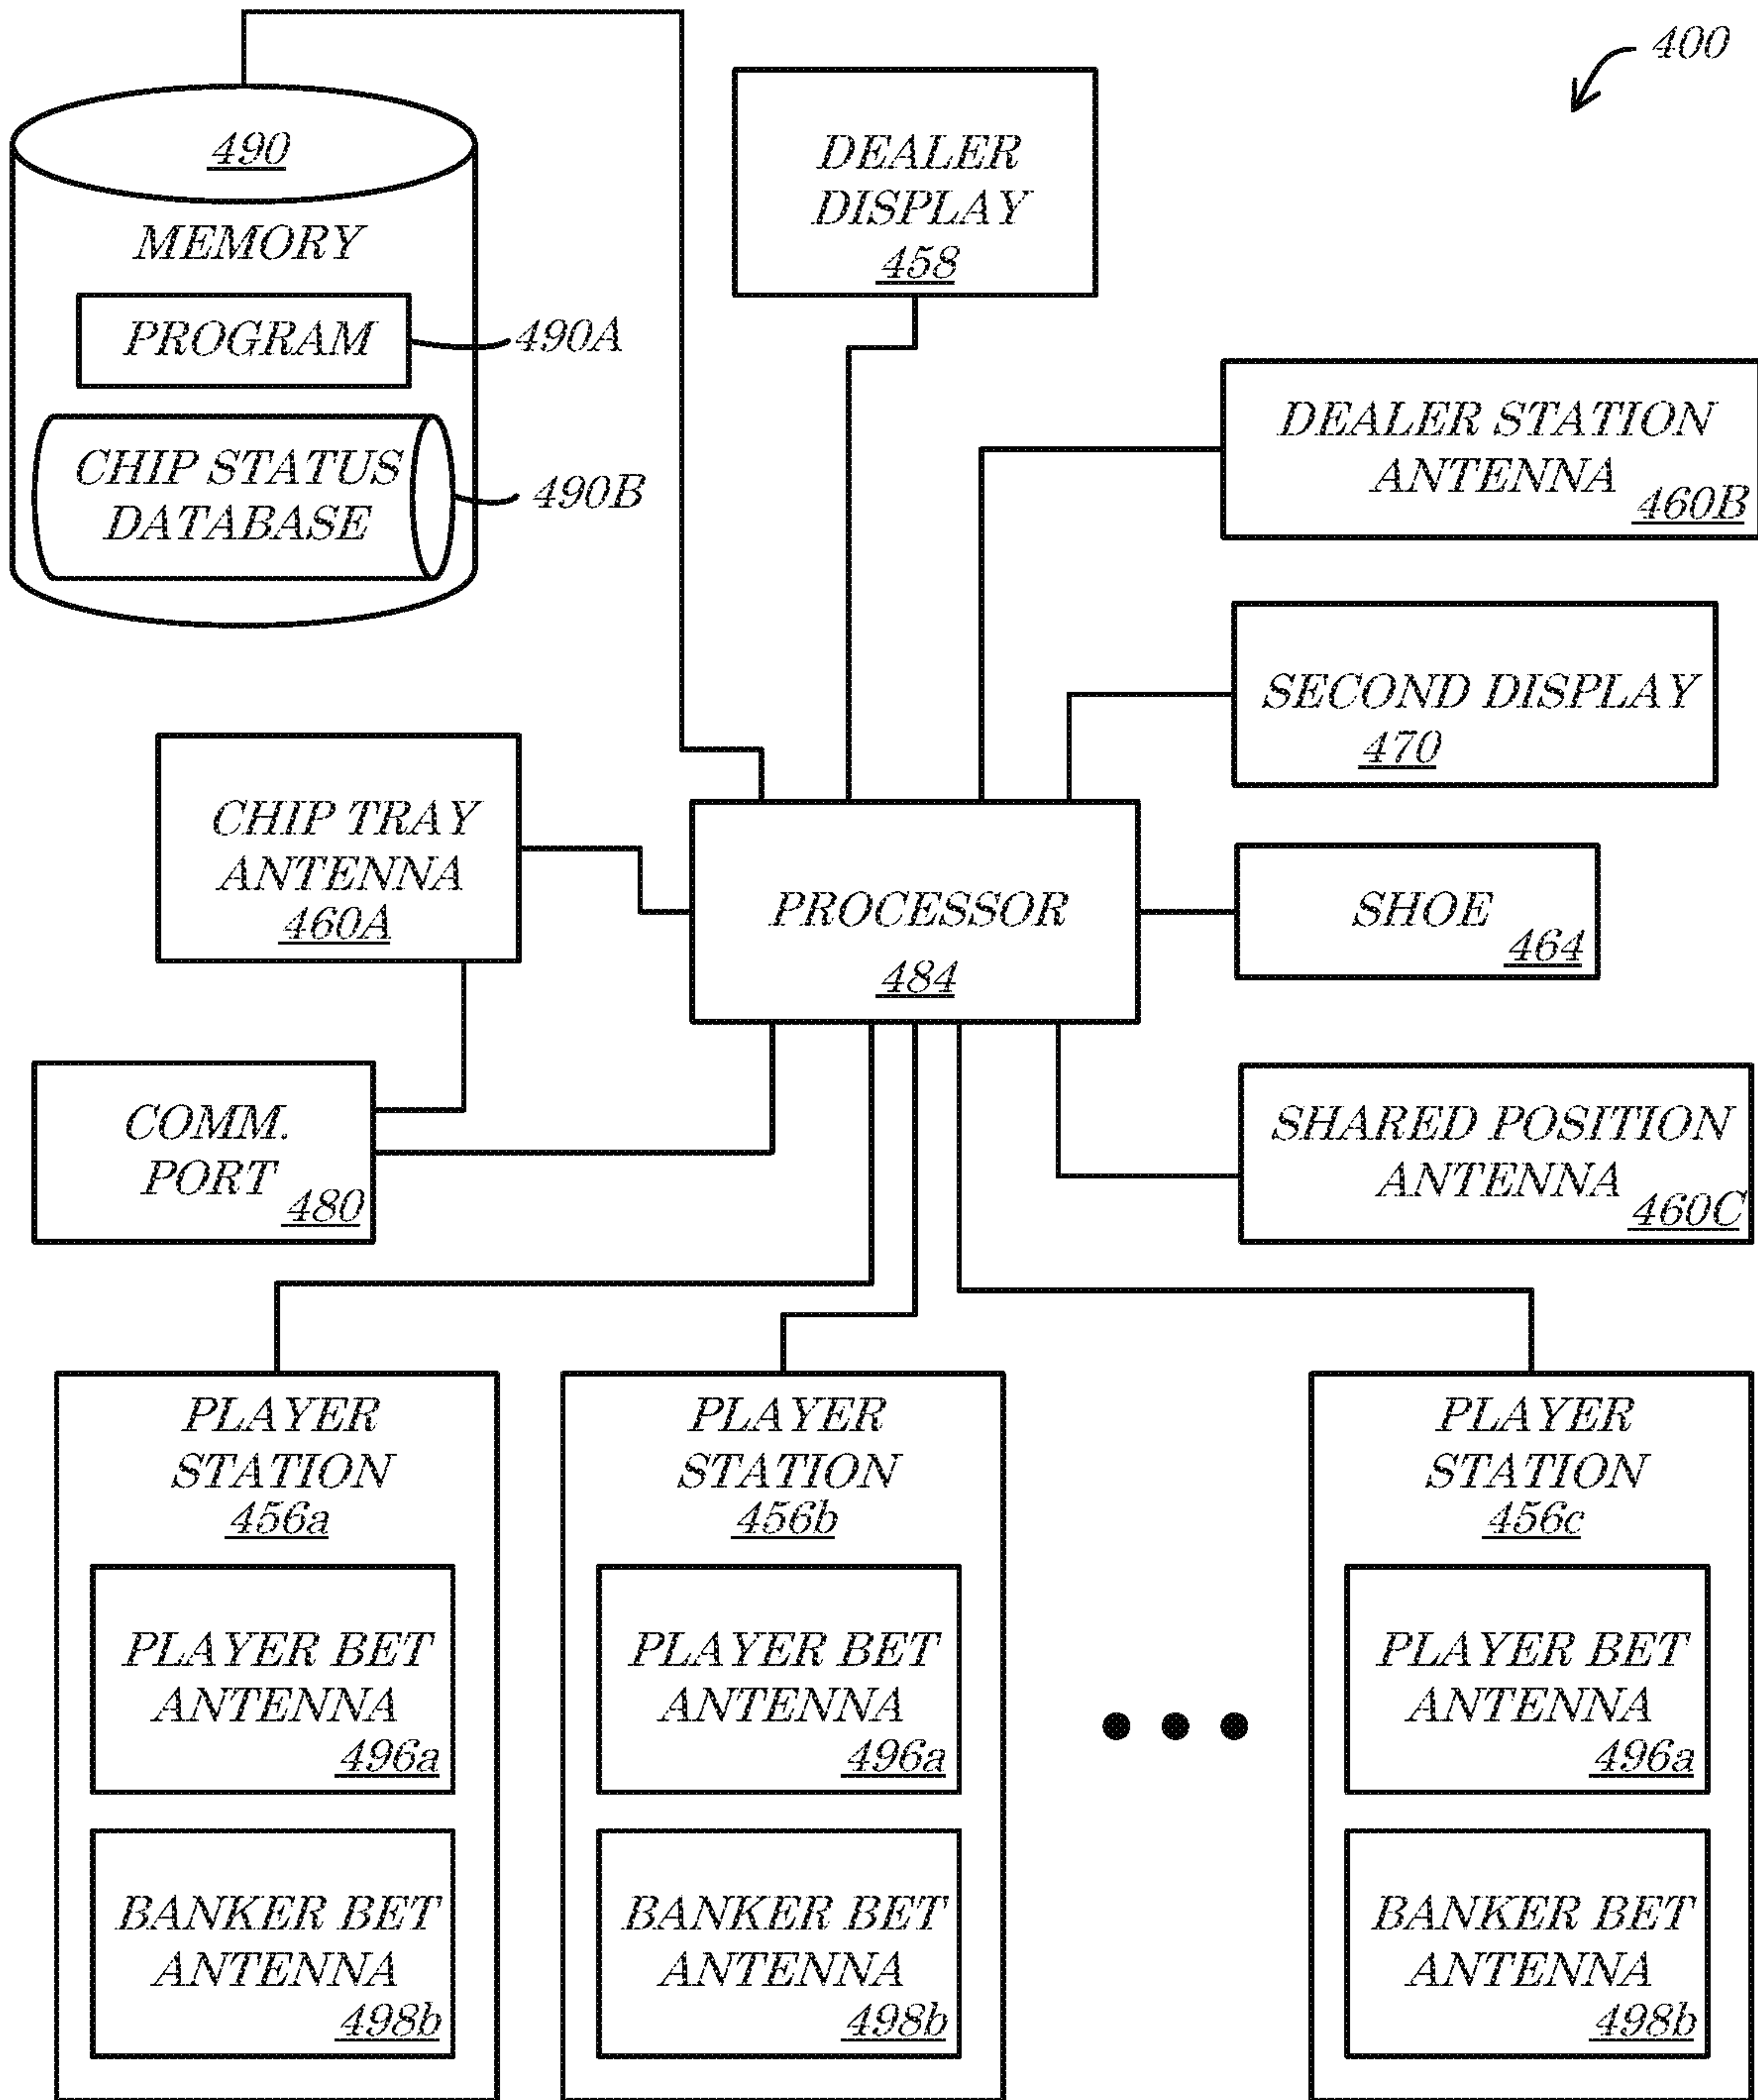 400
490
MEMORY
PROGRAM
490A
CHIP STATUS
DATABASE
490B
DEALER
DISPLAY
458
DEALER STATION
ANTENNA
460B
SECOND DISPLAY
470
CHIP TRAY
ANTENNA
460A
PROCESSOR
484
SHOE
464
COMM.
PORT
480
SHARED POSITION
ANTENNA
460C
PLAYER
STATION
456a
PLAYER BET
ANTENNA
496a
BANKER BET
ANTENNA
498b
PLAYER
STATION
456b
PLAYER BET
ANTENNA
496a
BANKER BET
ANTENNA
498b
PLAYER
STATION
456c
PLAYER BET
ANTENNA
496a
BANKER BET
ANTENNA
498b